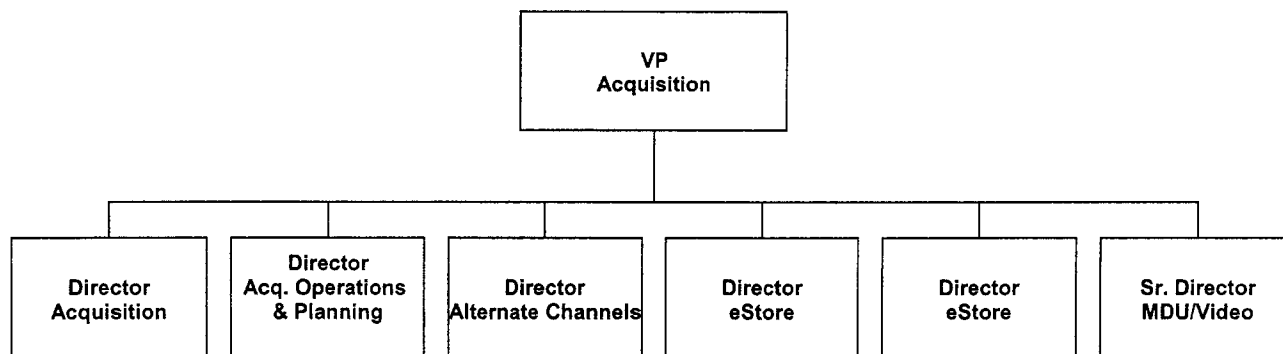 VP
Acquisition
Director
Acquisition
Director
Acq. Operations
& Planning
Director
Alternate Channels
Director
eStore
Director
eStore
Sr. Director
MDU/Video